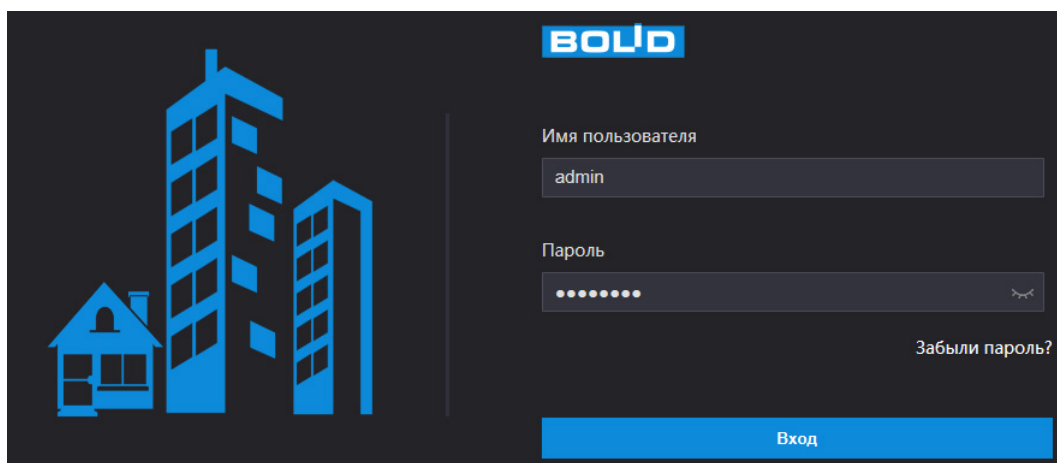 BOLID
Имя пользователя
admin
Пароль
••••••••
Забыли пароль?
Вход